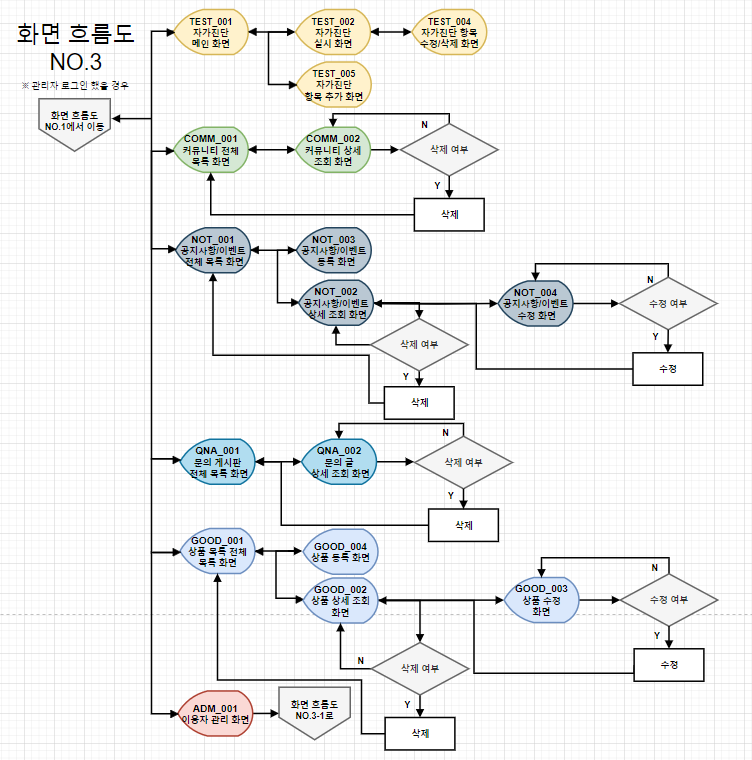 화면 흐름도
NO.3
※ 관리자 로그인 했을 경우
화면 흐름도
NO.1에서 이동
TEST_001
자가진단
메인 화면
TEST_002
자가진단
실시 화면
TEST_004
자가진단 항목
수정/삭제 화면
TEST_005
자가진단
항목 추가 화면
COMM_001
커뮤니티 전체
목록 화면
COMM_002
커뮤니티 상세
조회 화면
N
삭제 여부
Y
삭제
NOT_001
공지사항/이벤트
전체 목록 화면
NOT_003
공지사항/이벤트
등록 화면
NOT_002
공지사항/이벤트
상세 조회 화면
NOT_004
공지사항/이벤트
수정 화면
N
수정 여부
Y
수정
N
삭제 여부
Y
삭제
QNA_001
문의 게시판
전체 목록 화면
QNA_002
문의 글
상세 조회 화면
N
삭제 여부
Y
삭제
GOOD_001
상품 목록 전체
목록 화면
GOOD_004
상품 등록 화면
GOOD_002
상품 상세 조회
화면
GOOD_003
상품 수정
화면
N
수정 여부
Y
수정
N
삭제 여부
Y
삭제
ADM_001
이용자 관리 화면
화면 흐름도
NO.3-1로